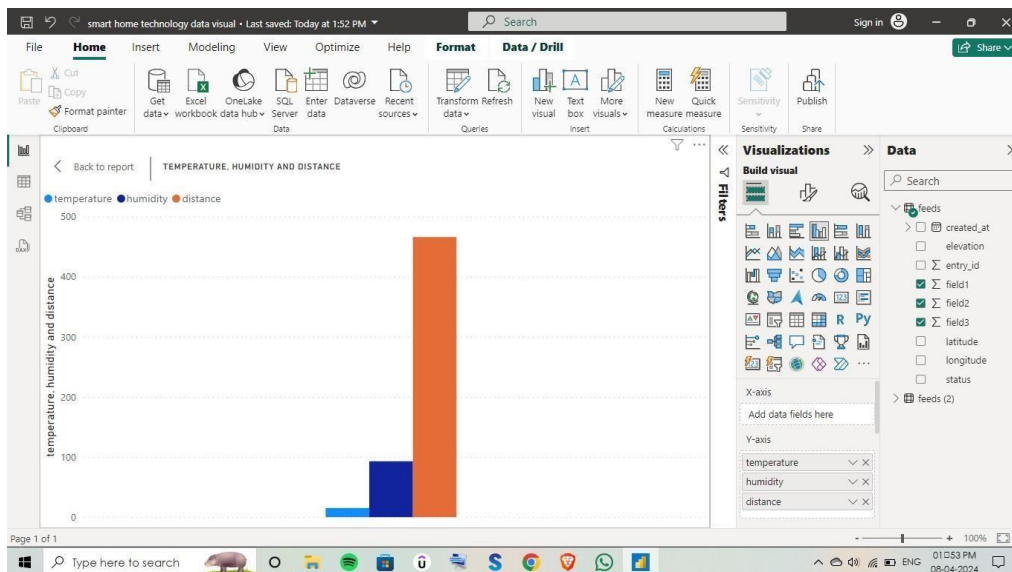 smart home technology data visual • Last saved: Today at 1:52 PM
Search
Sign in
File Home Insert Modeling View Optimize Help Format Data / Drill
Share
Paste
Cut
Copy
Format painter
Get data
Excel workbook
OneLake data hub
SQL Server
Enter data
Dataverse
Recent sources
Transform data
Refresh
New visual
Text box
More visuals
New measure
Quick measure
Sensitivity
Publish
Clipboard
Data
Queries
Insert
Calculations
Sensitivity
Share
Back to report
TEMPERATURE, HUMIDITY AND DISTANCE
temperature humidity distance
500
400
300
200
100
0
temperature, humidity and distance
Filters
Visualizations
Build visual
123
R
Py
X-axis
Add data fields here
Y-axis
temperature
humidity
distance
Data
Search
feeds
created_at
elevation
entry_id
field1
field2
field3
latitude
longitude
status
feeds (2)
Page 1 of 1
- + 100%
Type here to search
ENG
01:53 PM
08-04-2024